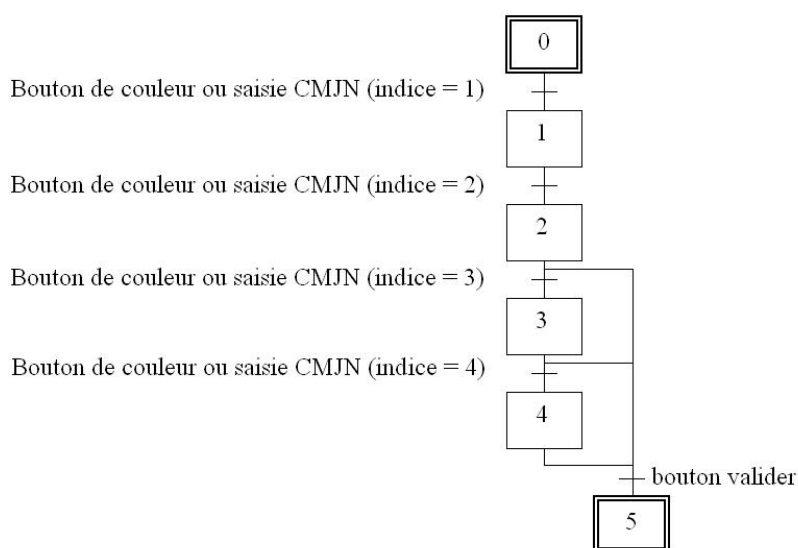 0
Bouton de couleur ou saisie CMJN (indice = 1)
1
Bouton de couleur ou saisie CMJN (indice = 2)
2
Bouton de couleur ou saisie CMJN (indice = 3)
3
Bouton de couleur ou saisie CMJN (indice = 4)
4
bouton valider
5